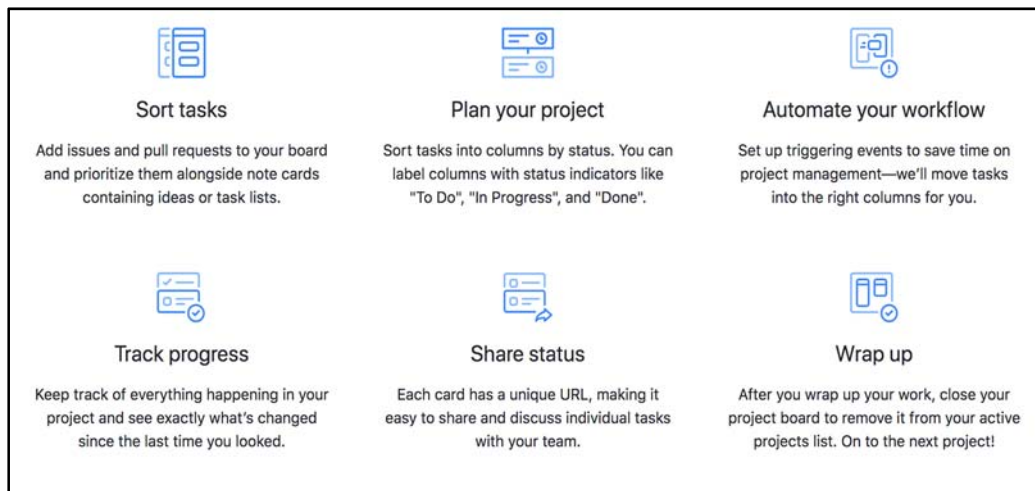 Sort tasks
Add issues and pull requests to your board
and prioritize them alongside note cards
containing ideas or task lists.
Plan your project
Sort tasks into columns by status. You can
label columns with status indicators like
"To Do", "In Progress", and "Done".
Automate your workflow
Set up triggering events to save time on
project management—we’ll move tasks
into the right columns for you.
Track progress
Keep track of everything happening in your
project and see exactly what’s changed
since the last time you looked.
Share status
Each card has a unique URL, making it
easy to share and discuss individual tasks
with your team.
Wrap up
After you wrap up your work, close your
project board to remove it from your active
projects list. On to the next project!